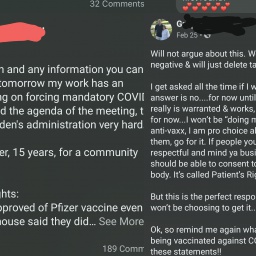 32 Comments
n and any information you can
tomorrow my work has an
ng on forcing mandatory COVI
d the agenda of the meeting, t
den's administration very hard
er, 15 years, for a community
ghts:
pproved of Pfizer vaccine even
house said they did... See More
189 Comm
G
Feb 25
Will not argue about this. W
negative & will just delete ta
I get asked all the time if I w
answer is no....for now until
really is warranted & works,
for now...I won't be "doing m
anti-vaxx, I am pro choice al
them, go for it. If people you
respectful and mind ya busi
should be able to consent to
body. It's called Patient's Ri
But this is the perfect respo
won't be choosing to get it..
Ok, so remind me again wha
being vaccinated against CO
these statements!!